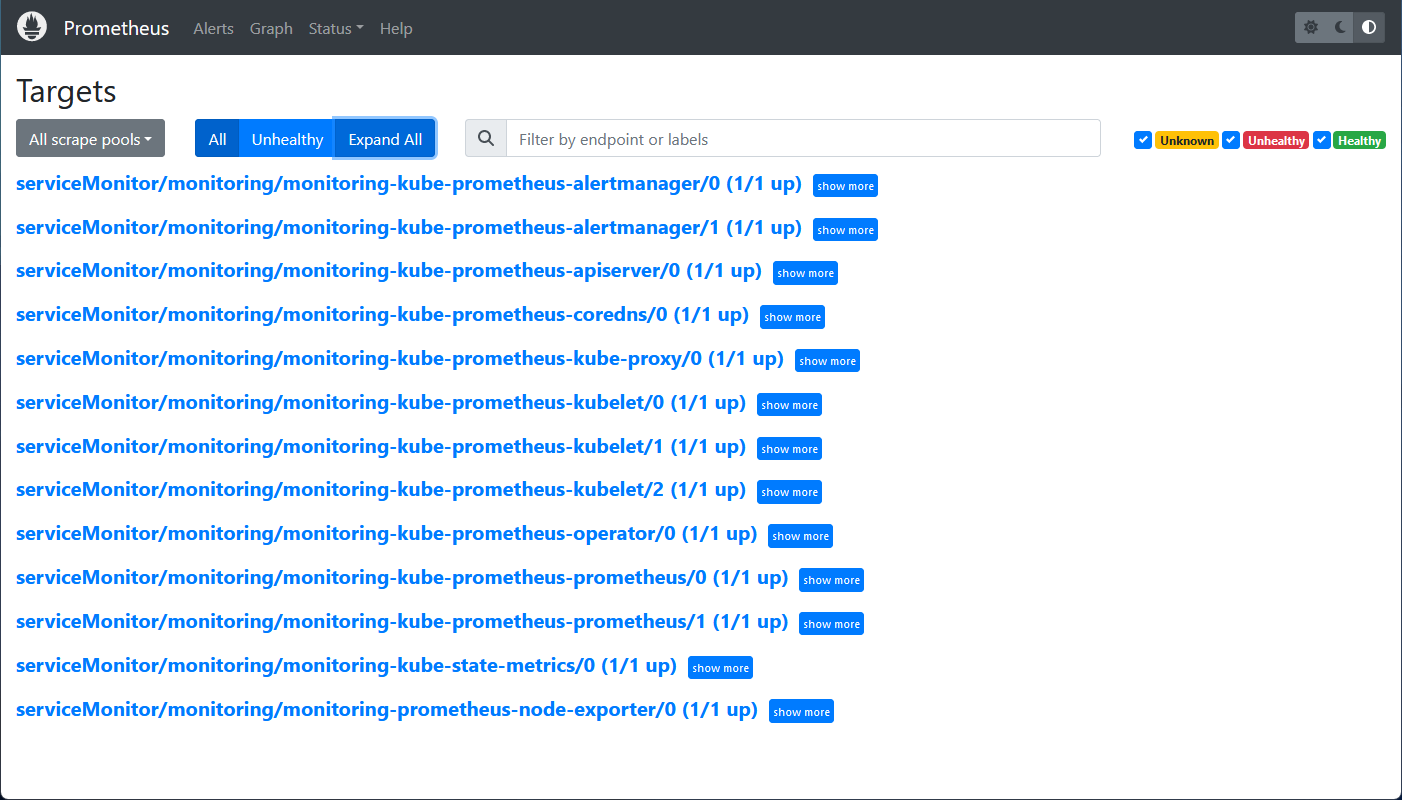 Prometheus Alerts Graph Status Help
Targets
All scrape pools All Unhealthy Expand All Filter by endpoint or labels Unknown Unhealthy Healthy
serviceMonitor/monitoring/monitoring-kube-prometheus-alertmanager/0 (1/1 up) show more
serviceMonitor/monitoring/monitoring-kube-prometheus-alertmanager/1 (1/1 up) show more
serviceMonitor/monitoring/monitoring-kube-prometheus-apiserver/0 (1/1 up) show more
serviceMonitor/monitoring/monitoring-kube-prometheus-coredns/0 (1/1 up) show more
serviceMonitor/monitoring/monitoring-kube-prometheus-kube-proxy/0 (1/1 up) show more
serviceMonitor/monitoring/monitoring-kube-prometheus-kubelet/0 (1/1 up) show more
serviceMonitor/monitoring/monitoring-kube-prometheus-kubelet/1 (1/1 up) show more
serviceMonitor/monitoring/monitoring-kube-prometheus-kubelet/2 (1/1 up) show more
serviceMonitor/monitoring/monitoring-kube-prometheus-operator/0 (1/1 up) show more
serviceMonitor/monitoring/monitoring-kube-prometheus-prometheus/0 (1/1 up) show more
serviceMonitor/monitoring/monitoring-kube-prometheus-prometheus/1 (1/1 up) show more
serviceMonitor/monitoring/monitoring-kube-state-metrics/0 (1/1 up) show more
serviceMonitor/monitoring/monitoring-prometheus-node-exporter/0 (1/1 up) show more